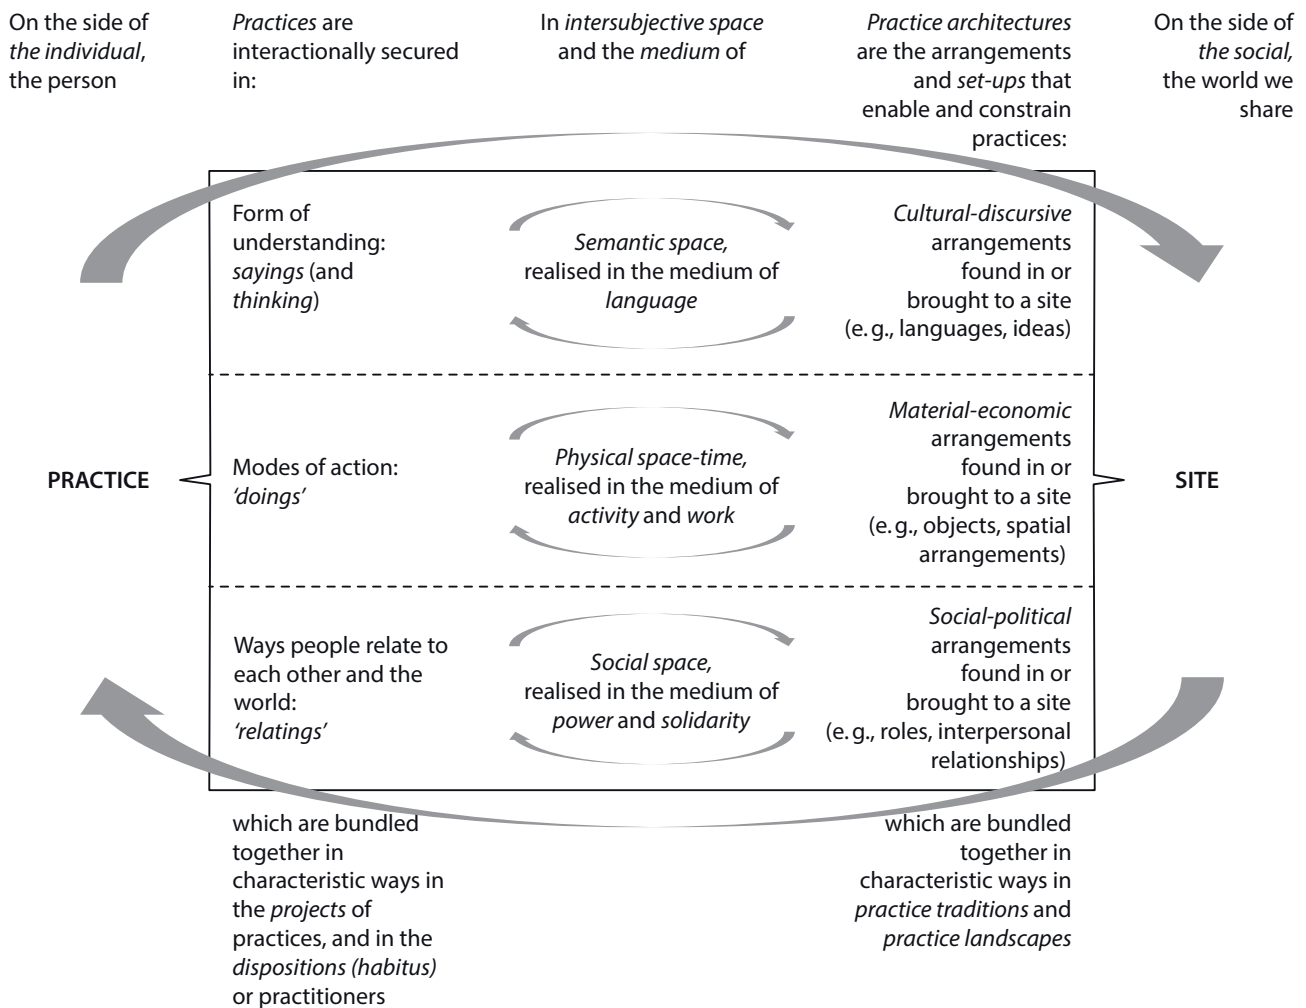 On the side of
the individual,
the person
Practices are
interactionally secured
in:
In intersubjective space
and the medium of
Practice architectures
are the arrangements
and set-ups that
enable and constrain
practices:
On the side of
the social,
the world we
share
Form of
understanding:
sayings (and
thinking)
Semantic space,
realised in the medium of
language
Cultural-discursive
arrangements
found in or
brought to a site
(e.g., languages, ideas)
PRACTICE
Modes of action:
‘doings’
Physical space-time,
realised in the medium of
activity and work
Material-economic
arrangements
found in or
brought to a site
(e.g., objects, spatial
arrangements)
SITE
Ways people relate to
each other and the
world:
‘relatings’
Social space,
realised in the medium of
power and solidarity
Social-political
arrangements
found in or
brought to a site
(e.g., roles, interpersonal
relationships)
which are bundled
together in
characteristic ways in
the projects of
practices, and in the
dispositions (habitus)
or practitioners
which are bundled
together in
characteristic ways in
practice traditions and
practice landscapes